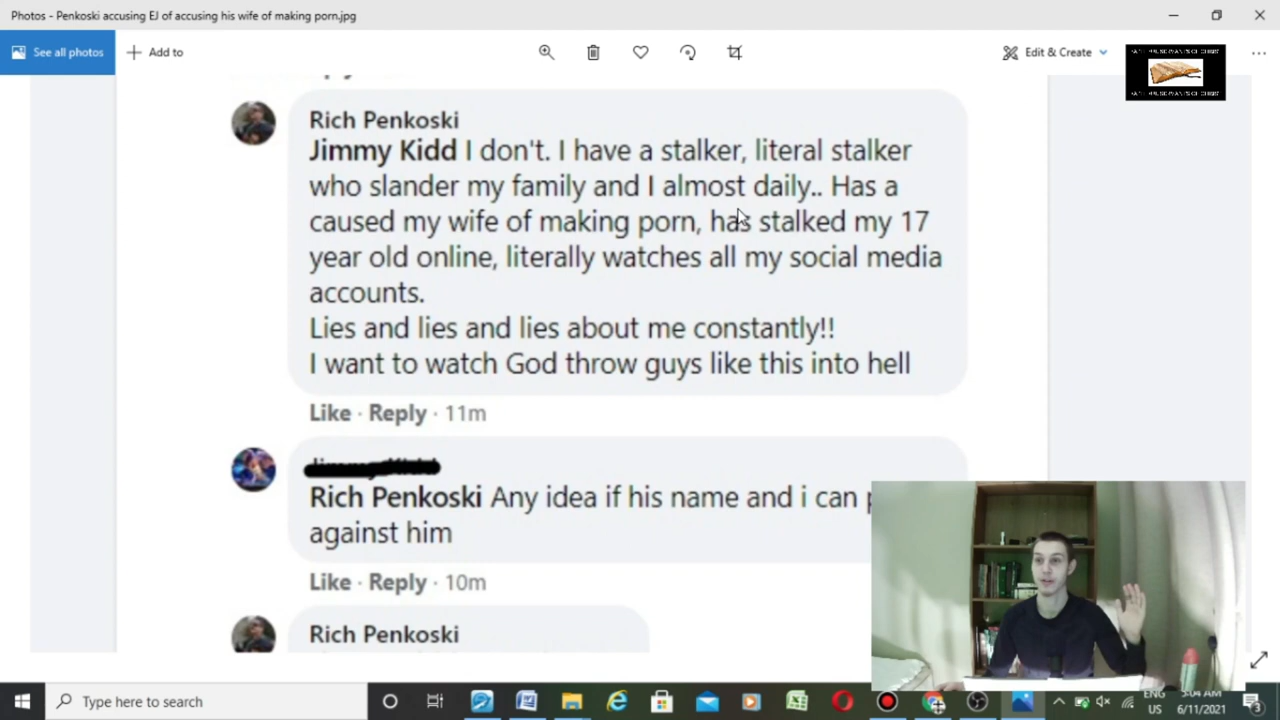 Photos - Penkoski accusing EJ of accusing his wife of making porn.jpg
See all photos
Add to
Edit & Create
Rich Penkoski
Jimmy Kidd I don't. I have a stalker, literal stalker
who slander my family and I almost daily.. Has a
caused my wife of making porn, has stalked my 17
year old online, literally watches all my social media
accounts.
Lies and lies and lies about me constantly!!
I want to watch God throw guys like this into hell
Like · Reply · 11m
Rich Penkoski Any idea if his name and i can
against him
Like · Reply · 10m
Rich Penkoski
Type here to search
ENG
US
5:04 AM
6/11/2021
3